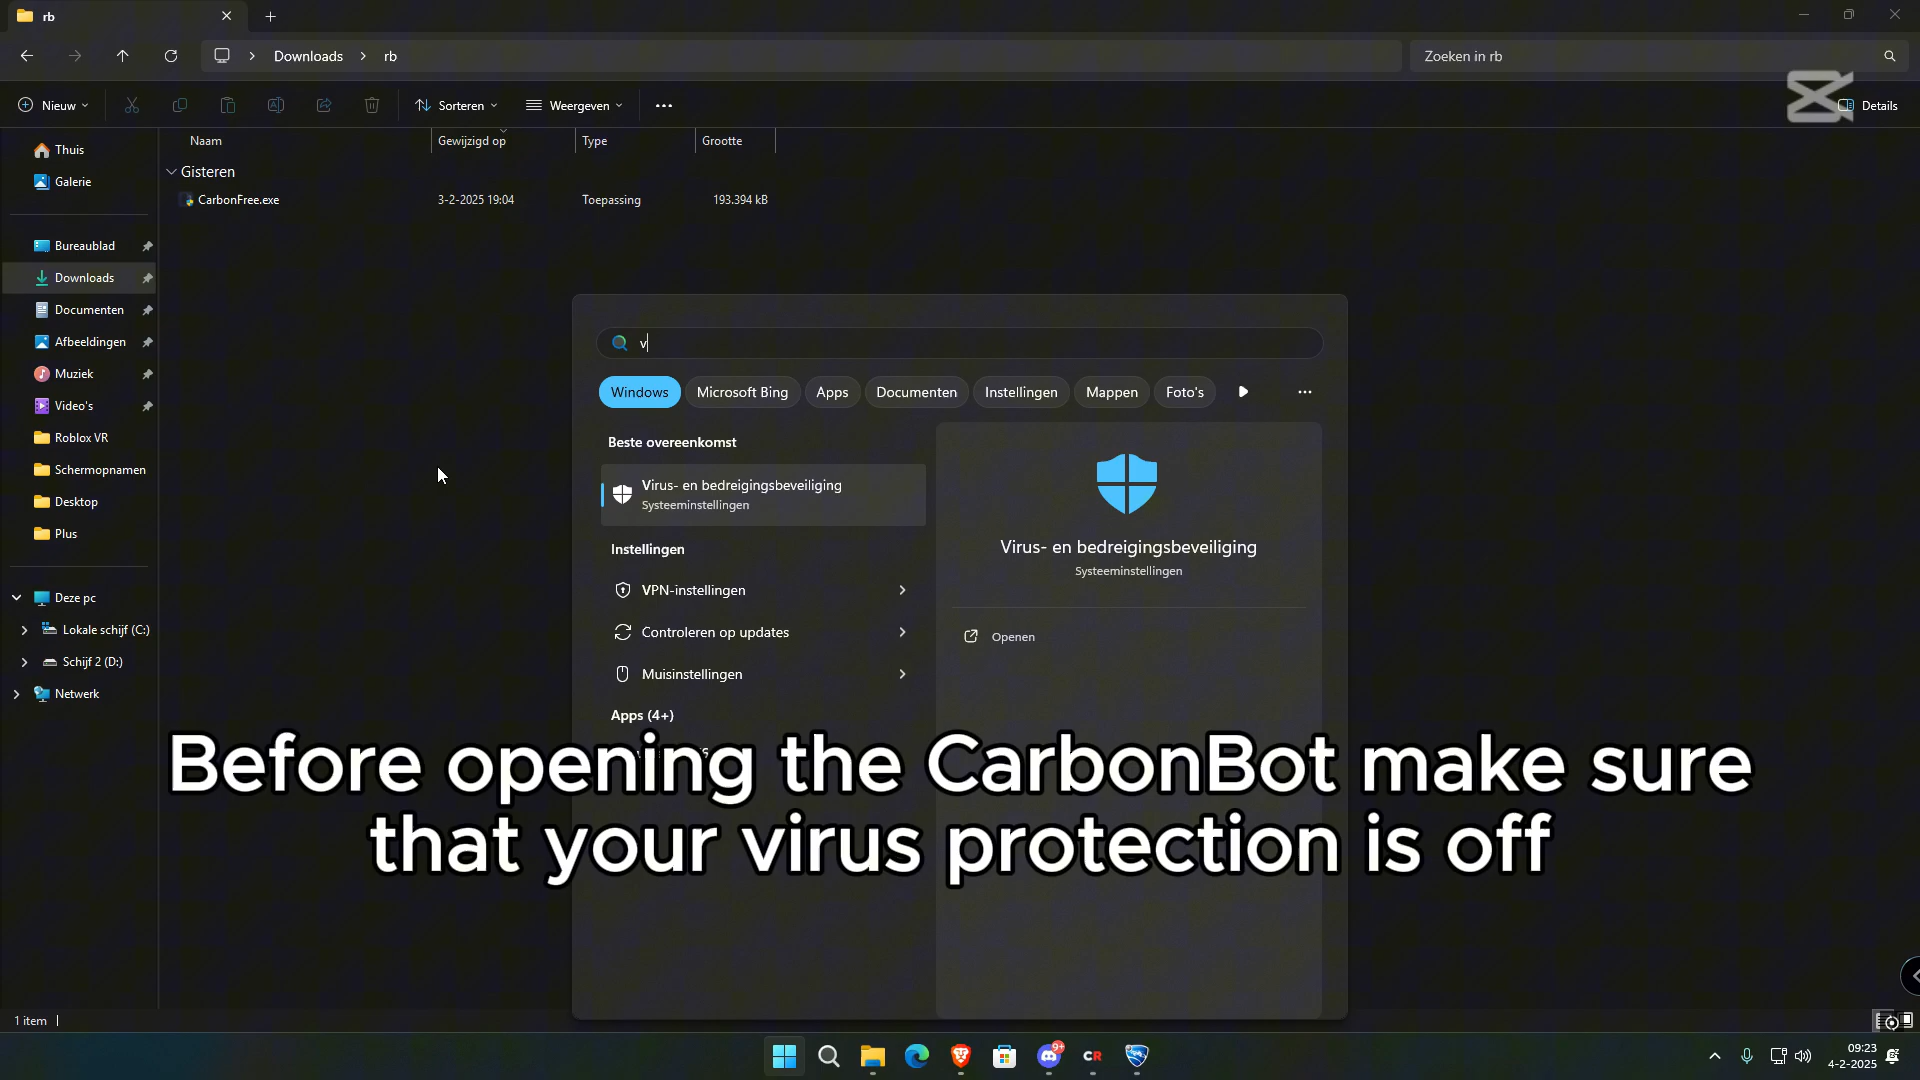 rb
Downloads
rb
Zoeken in rb
Nieuw
Sorteren
Weergeven
Details
Naam
Gewijzigd op
Type
Grootte
Thuis
Galerie
Gisteren
CarbonFree.exe
3-2-2025 19:04
Toepassing
193.394 kB
Bureaublad
Downloads
Documenten
Afbeeldingen
Muziek
Video's
Roblox VR
Schermopnamen
Desktop
Plus
Deze pc
Lokale schijf (C:)
Schijf 2 (D:)
Netwerk
v
Windows
Microsoft Bing
Apps
Documenten
Instellingen
Mappen
Foto's
Beste overeenkomst
Virus- en bedreigingsbeveiliging
Systeeminstellingen
Instellingen
VPN-instellingen
Controleren op updates
Muisinstellingen
Apps (4+)
Virus- en bedreigingsbeveiliging
Systeeminstellingen
Openen
Before opening the CarbonBot make sure
that your virus protection is off
1 item
9+
CR
09:23
4-2-2025